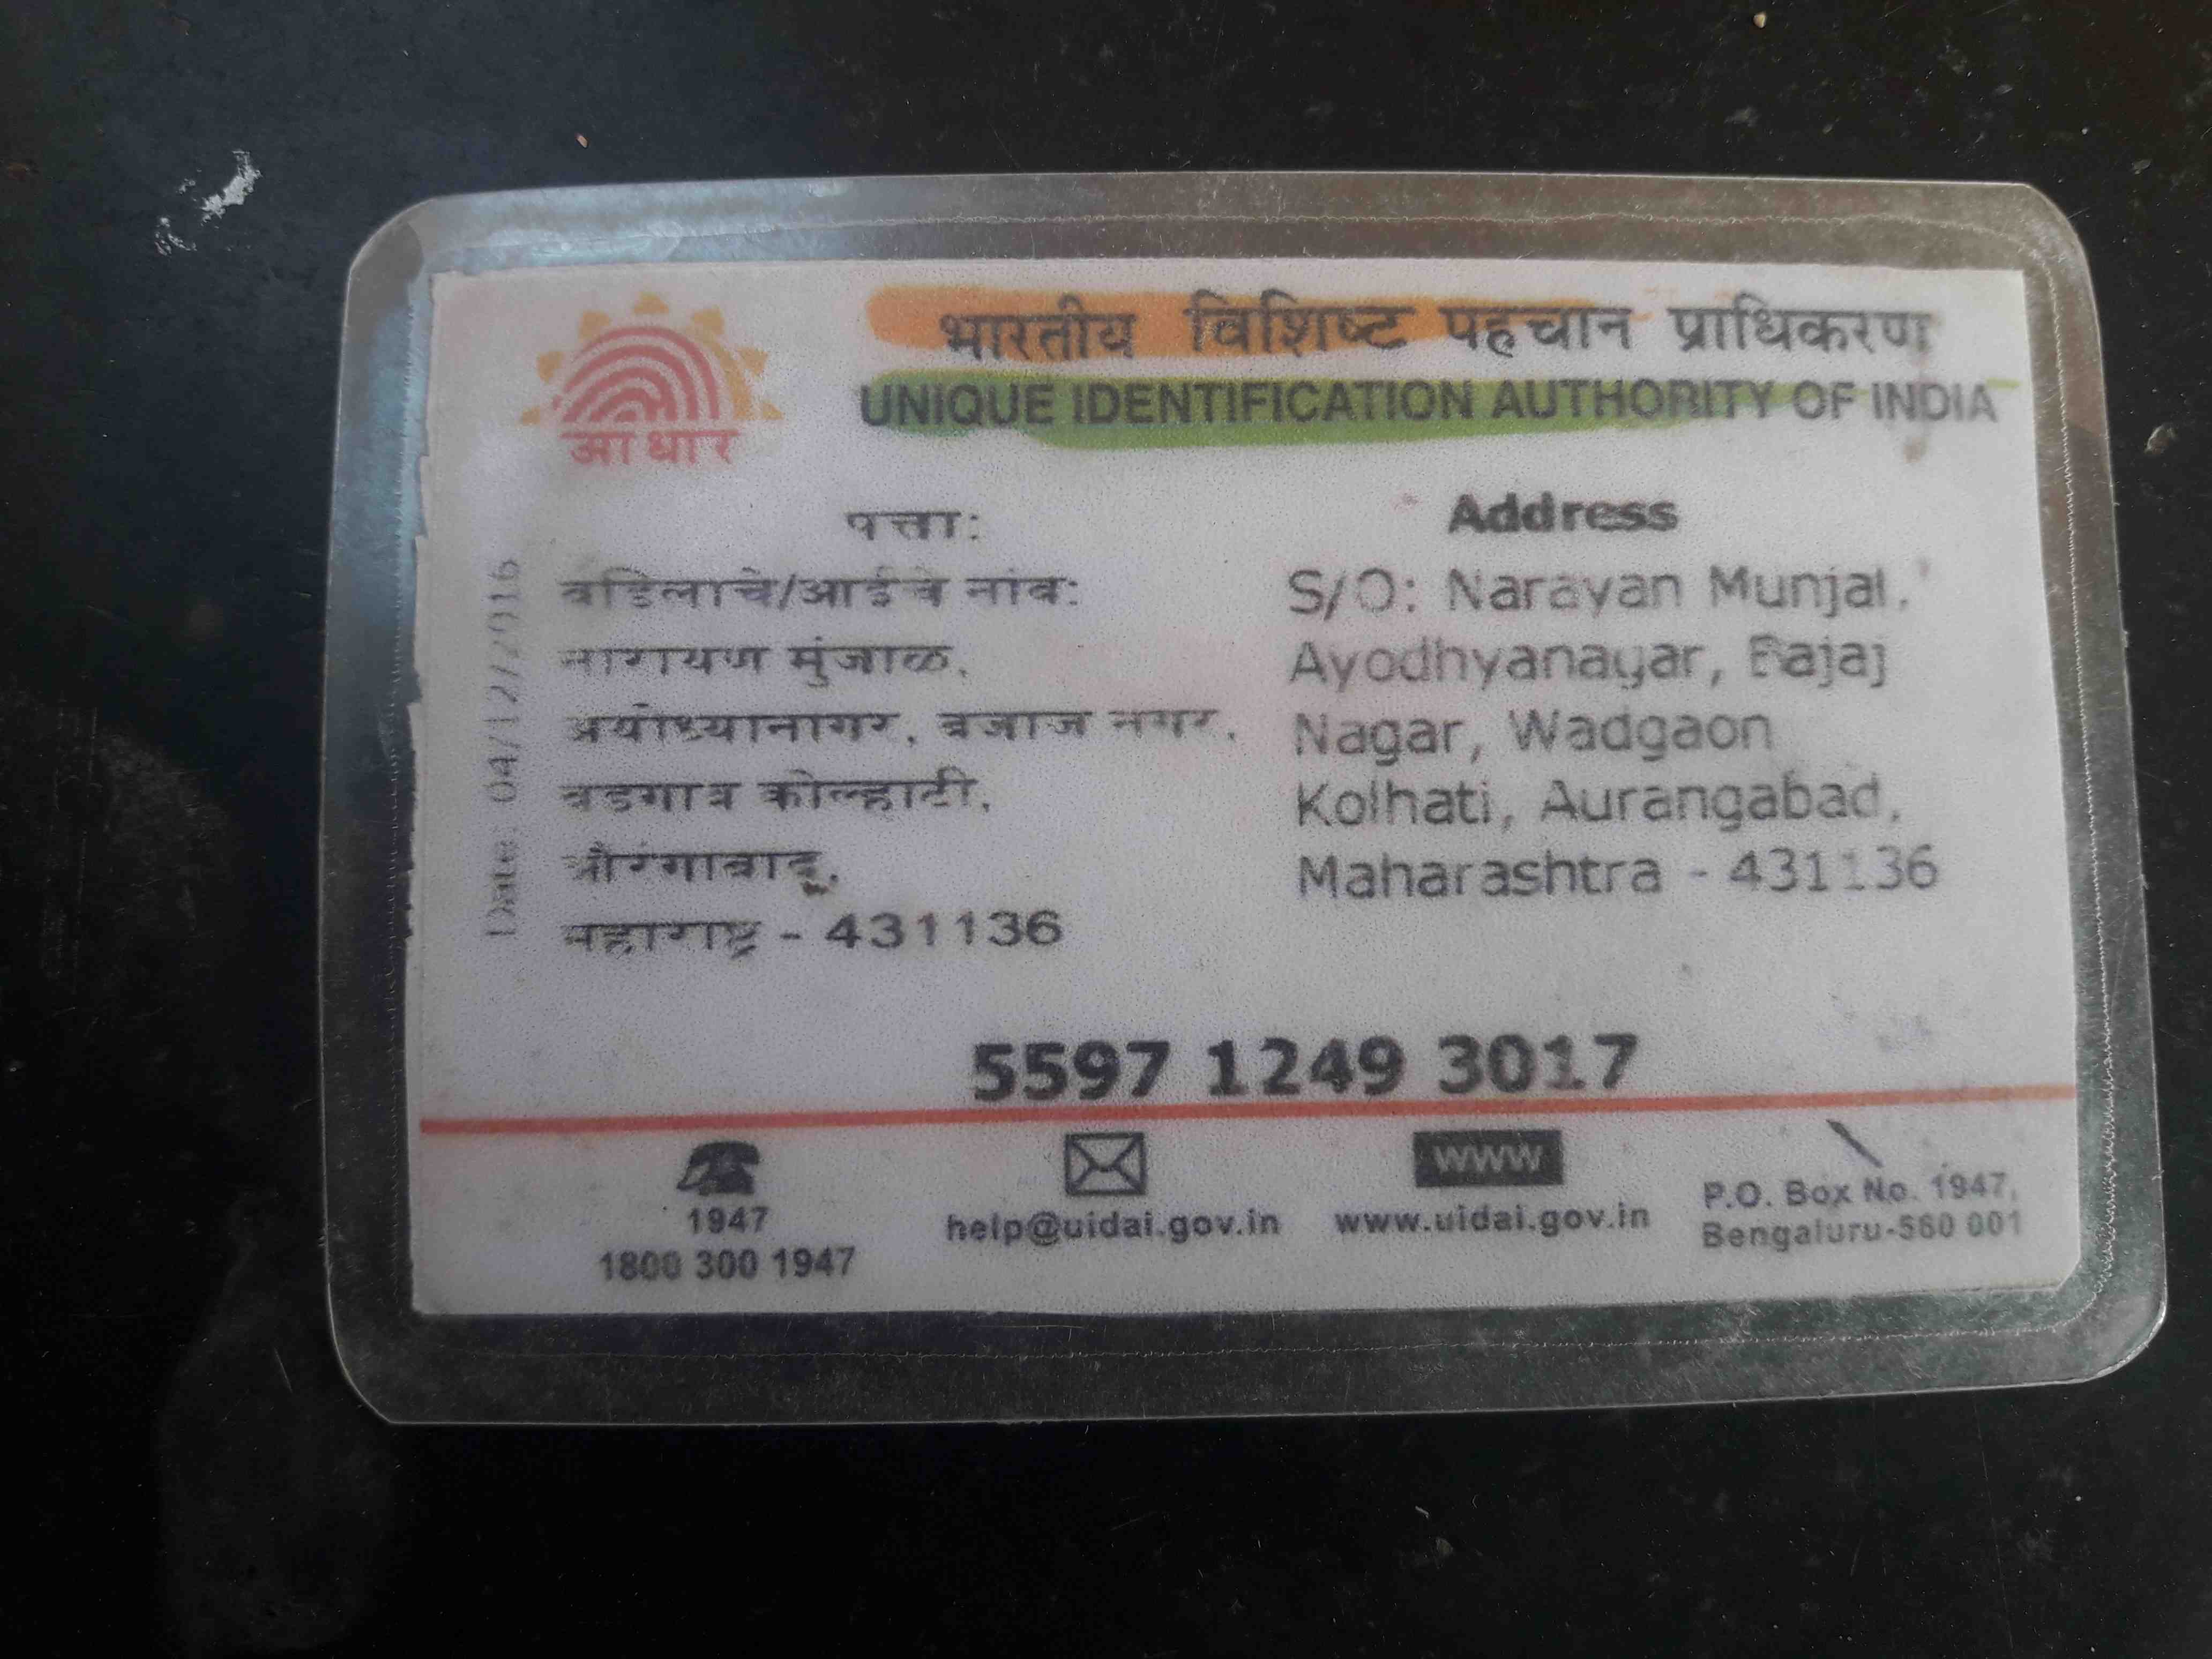 भारतीय विशिष्ट पहचान प्राधिकरण
UNIQUE IDENTIFICATION AUTHORITY OF INDIA
आधार
पत्ता:
वडिलाचे/आईचे नांव:
नारायण मुंजाळ,
अयोध्यानागर, बजाज नगर,
वडगाव कोल्हाटी,
औरंगाबाद,
महाराष्ट्र - 431136
Address
S/O: Narayan Munjal,
Ayodhyanagar, Bajaj
Nagar, Wadgaon
Kolhati, Aurangabad,
Maharashtra - 431136
Date: 04/12/2016
5597 1249 3017
1947
1800 300 1947
help@uidai.gov.in
WWW
www.uidai.gov.in
P.O. Box No. 1947,
Bengaluru-560 001